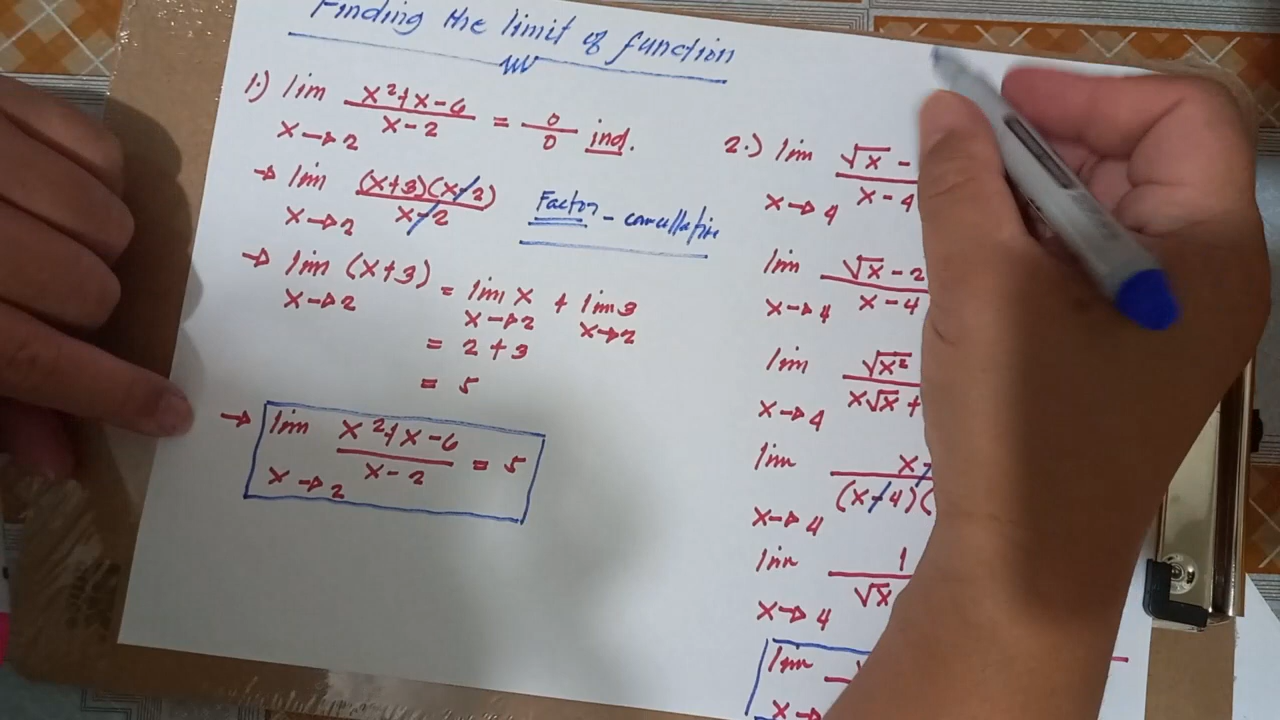 Finding the limit of function
1.) lim x²+x-6 / x-2 = 0/0 ind.
x→2
→ lim (x+3)(x-2) / x-2
x→2
Factor - cancellation
→ lim (x+3) = lim x + lim 3
x→2 x→2 x→2
= 2+3
= 5
→ lim x²+x-6 / x-2 = 5
x→2
2.) lim √x - / x-4
x→4
lim √x-2 / x-4
x→4
lim √x² / x√x +
x→4
lim x- / (x-4)(
x→4
lim 1 / √x
x→4
lim
x→